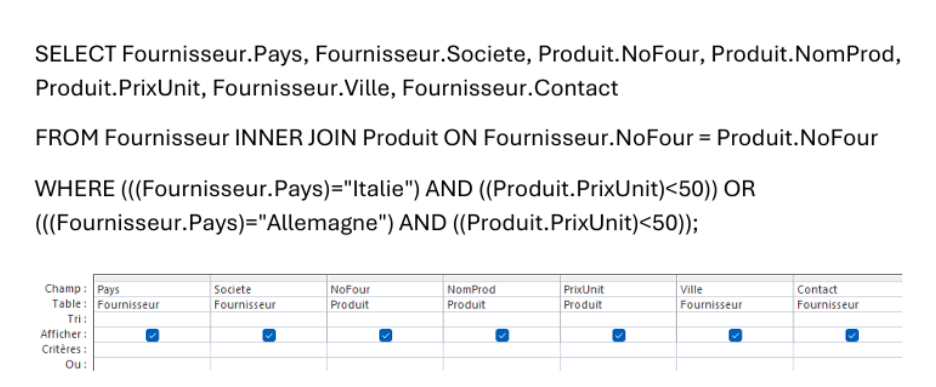 SELECT Fournisseur.Pays, Fournisseur.Societe, Produit.NoFour, Produit.NomProd,
Produit.PrixUnit, Fournisseur.Ville, Fournisseur.Contact
FROM Fournisseur INNER JOIN Produit ON Fournisseur.NoFour = Produit.NoFour
WHERE (((Fournisseur.Pays)="Italie") AND ((Produit.PrixUnit)<50)) OR
(((Fournisseur.Pays)="Allemagne") AND ((Produit.PrixUnit)<50));
Champ : Pays Societe NoFour NomProd PrixUnit Ville Contact
Table : Fournisseur Fournisseur Produit Produit Produit Fournisseur Fournisseur
Tri :
Afficher :
Critères :
Ou :